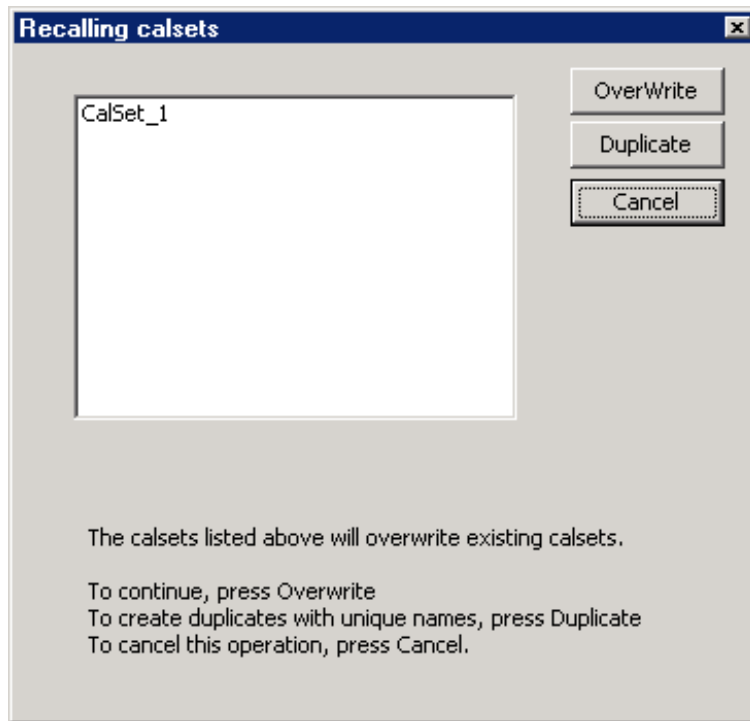 Recalling calsets
CalSet_1
OverWrite
Duplicate
Cancel
The calsets listed above will overwrite existing calsets.
To continue, press Overwrite
To create duplicates with unique names, press Duplicate
To cancel this operation, press Cancel.